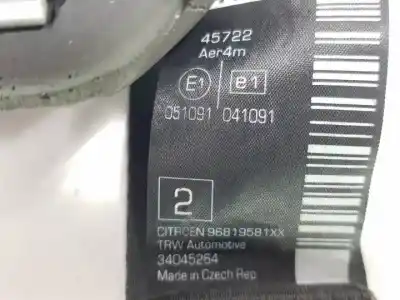 45722
Aer4m
E1 e1
051091 041091
2
CITROEN 96819581XX
TRW Automotive
34045264
Made in Czech Rep